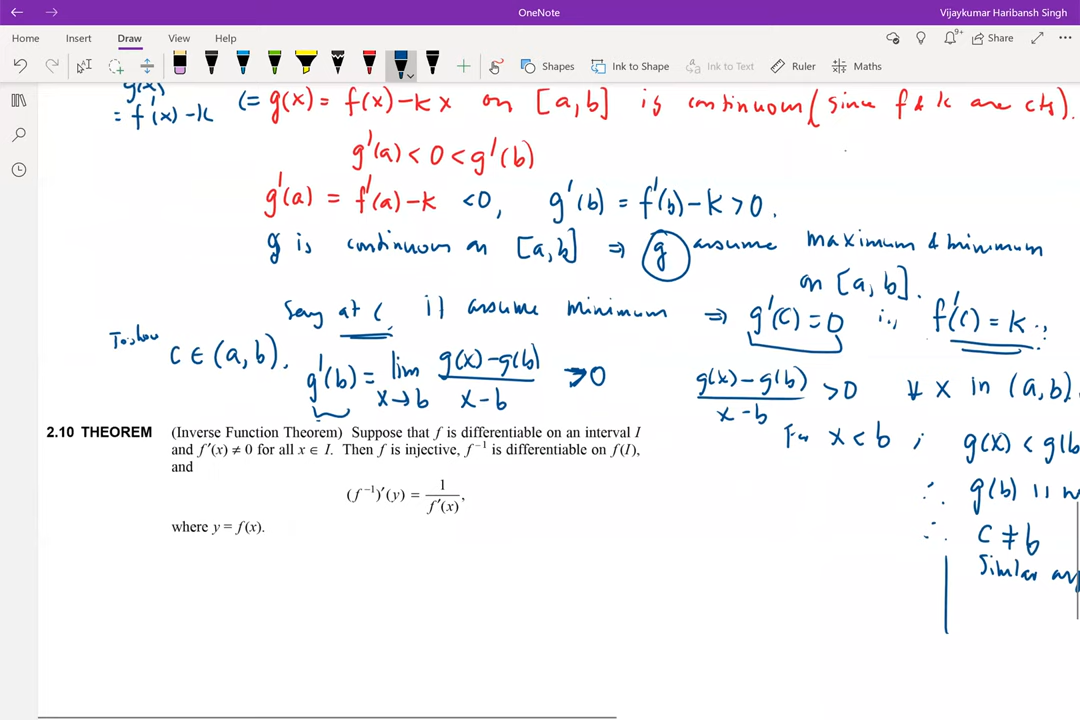 OneNote
Vijaykumar Haribansh Singh
Home Insert Draw View Help
Share
9+
Shapes Ink to Shape Ink to Text Ruler Maths
g(x)
= f'(x) - k
(= g(x) = f(x) - k x on [a, b] is continuous (since f & k are cts).
g'(a) < 0 < g'(b)
g'(a) = f'(a) - k < 0, g'(b) = f'(b) - k > 0.
g is continuous on [a, b] ⇒ g assume maximum & minimum
on [a, b].
Say at c it assume minimum ⇒ g'(c) = 0 i., f'(c) = k
To show
c ∈ (a, b).
g'(b) = lim x→b g(x) - g(b) / x - b > 0
g(x) - g(b) / x - b > 0 ∀ x in (a, b).
For x < b ; g(x) < g(b
∴ g(b) is
∴ c ≠ b
Similar
2.10 THEOREM (Inverse Function Theorem) Suppose that f is differentiable on an interval I
and f′(x) ≠ 0 for all x ∈ I. Then f is injective, f⁻¹ is differentiable on f(I),
and
(f⁻¹)′(y) = 1 / f′(x),
where y = f(x).